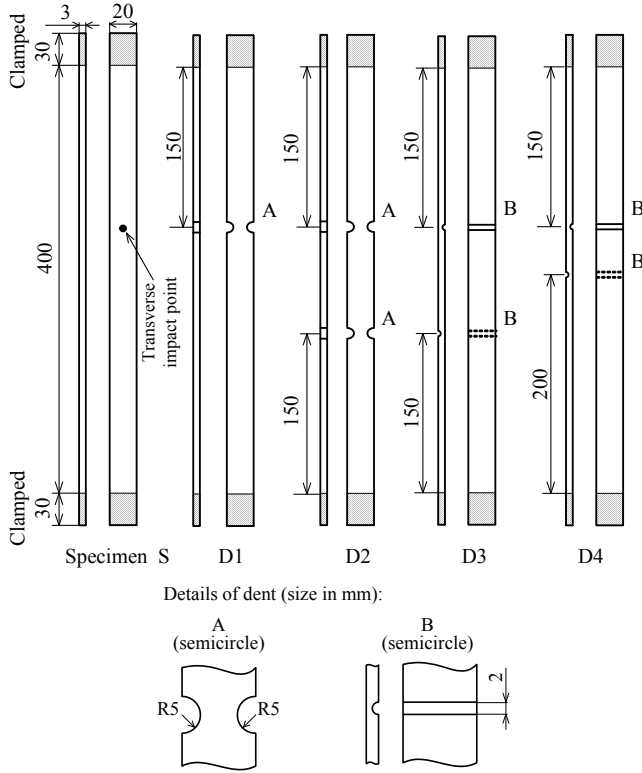 3
20
Clamped
30
400
Transverse
impact point
Clamped
30
150
A
150
A
A
150
150
B
B
150
150
B
B
200
Specimen S
D1
D2
D3
D4
Details of dent (size in mm):
A
(semicircle)
R5
R5
B
(semicircle)
2